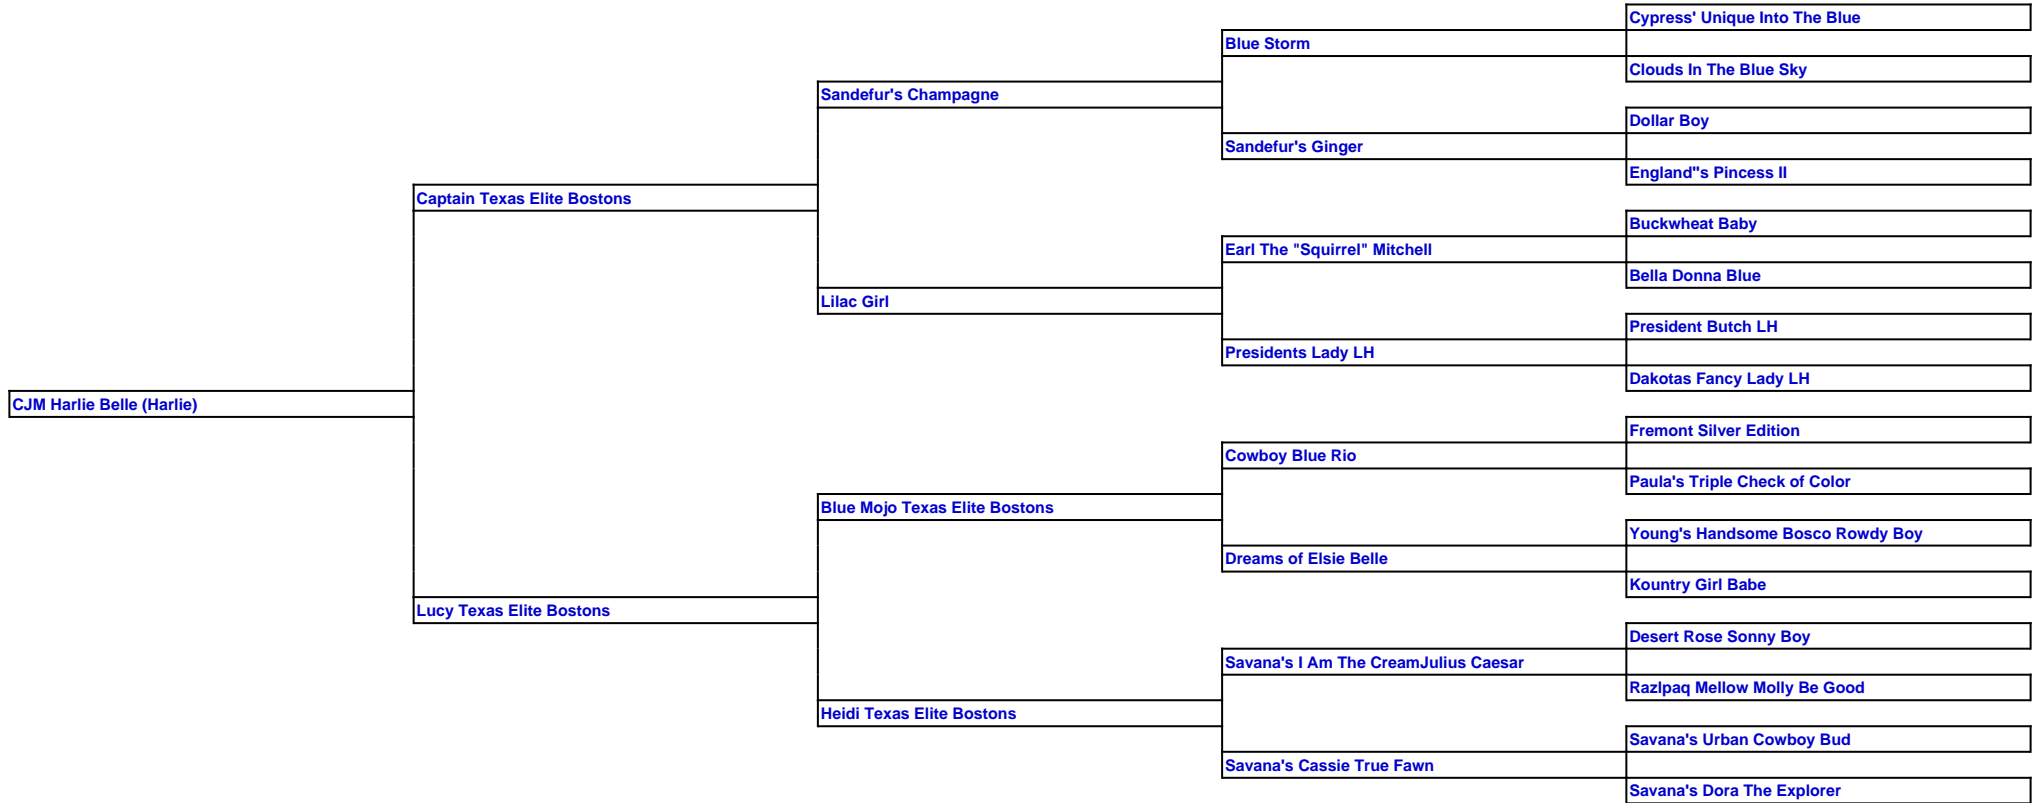 Cypress' Unique Into The Blue
Blue Storm
Clouds In The Blue Sky
Sandefur's Champagne
Dollar Boy
Sandefur's Ginger
England"s Pincess II
Captain Texas Elite Bostons
Buckwheat Baby
Earl The "Squirrel" Mitchell
Bella Donna Blue
Lilac Girl
President Butch LH
Presidents Lady LH
Dakotas Fancy Lady LH
CJM Harlie Belle (Harlie)
Fremont Silver Edition
Cowboy Blue Rio
Paula's Triple Check of Color
Blue Mojo Texas Elite Bostons
Young's Handsome Bosco Rowdy Boy
Dreams of Elsie Belle
Kountry Girl Babe
Lucy Texas Elite Bostons
Desert Rose Sonny Boy
Savana's I Am The CreamJulius Caesar
Razlpaq Mellow Molly Be Good
Heidi Texas Elite Bostons
Savana's Urban Cowboy Bud
Savana's Cassie True Fawn
Savana's Dora The Explorer